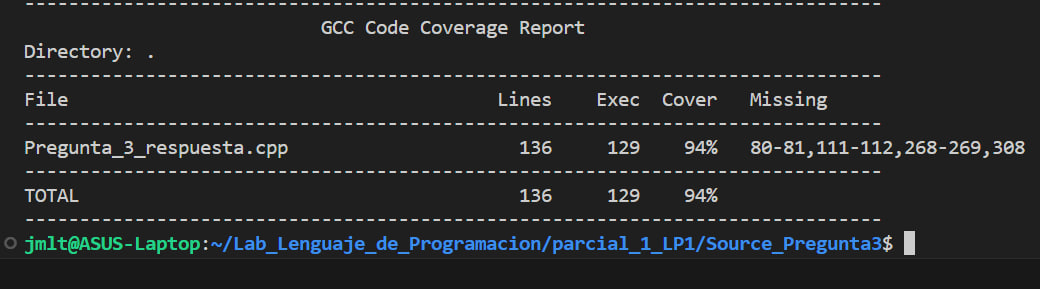 ------------------------------------------------------------------------------
GCC Code Coverage Report
Directory: .
------------------------------------------------------------------------------
File Lines Exec Cover Missing
------------------------------------------------------------------------------
Pregunta_3_respuesta.cpp 136 129 94% 80-81,111-112,268-269,308
------------------------------------------------------------------------------
TOTAL 136 129 94%
------------------------------------------------------------------------------
jmlt@ASUS-Laptop:~/Lab_Lenguaje_de_Programacion/parcial_1_LP1/Source_Pregunta3$